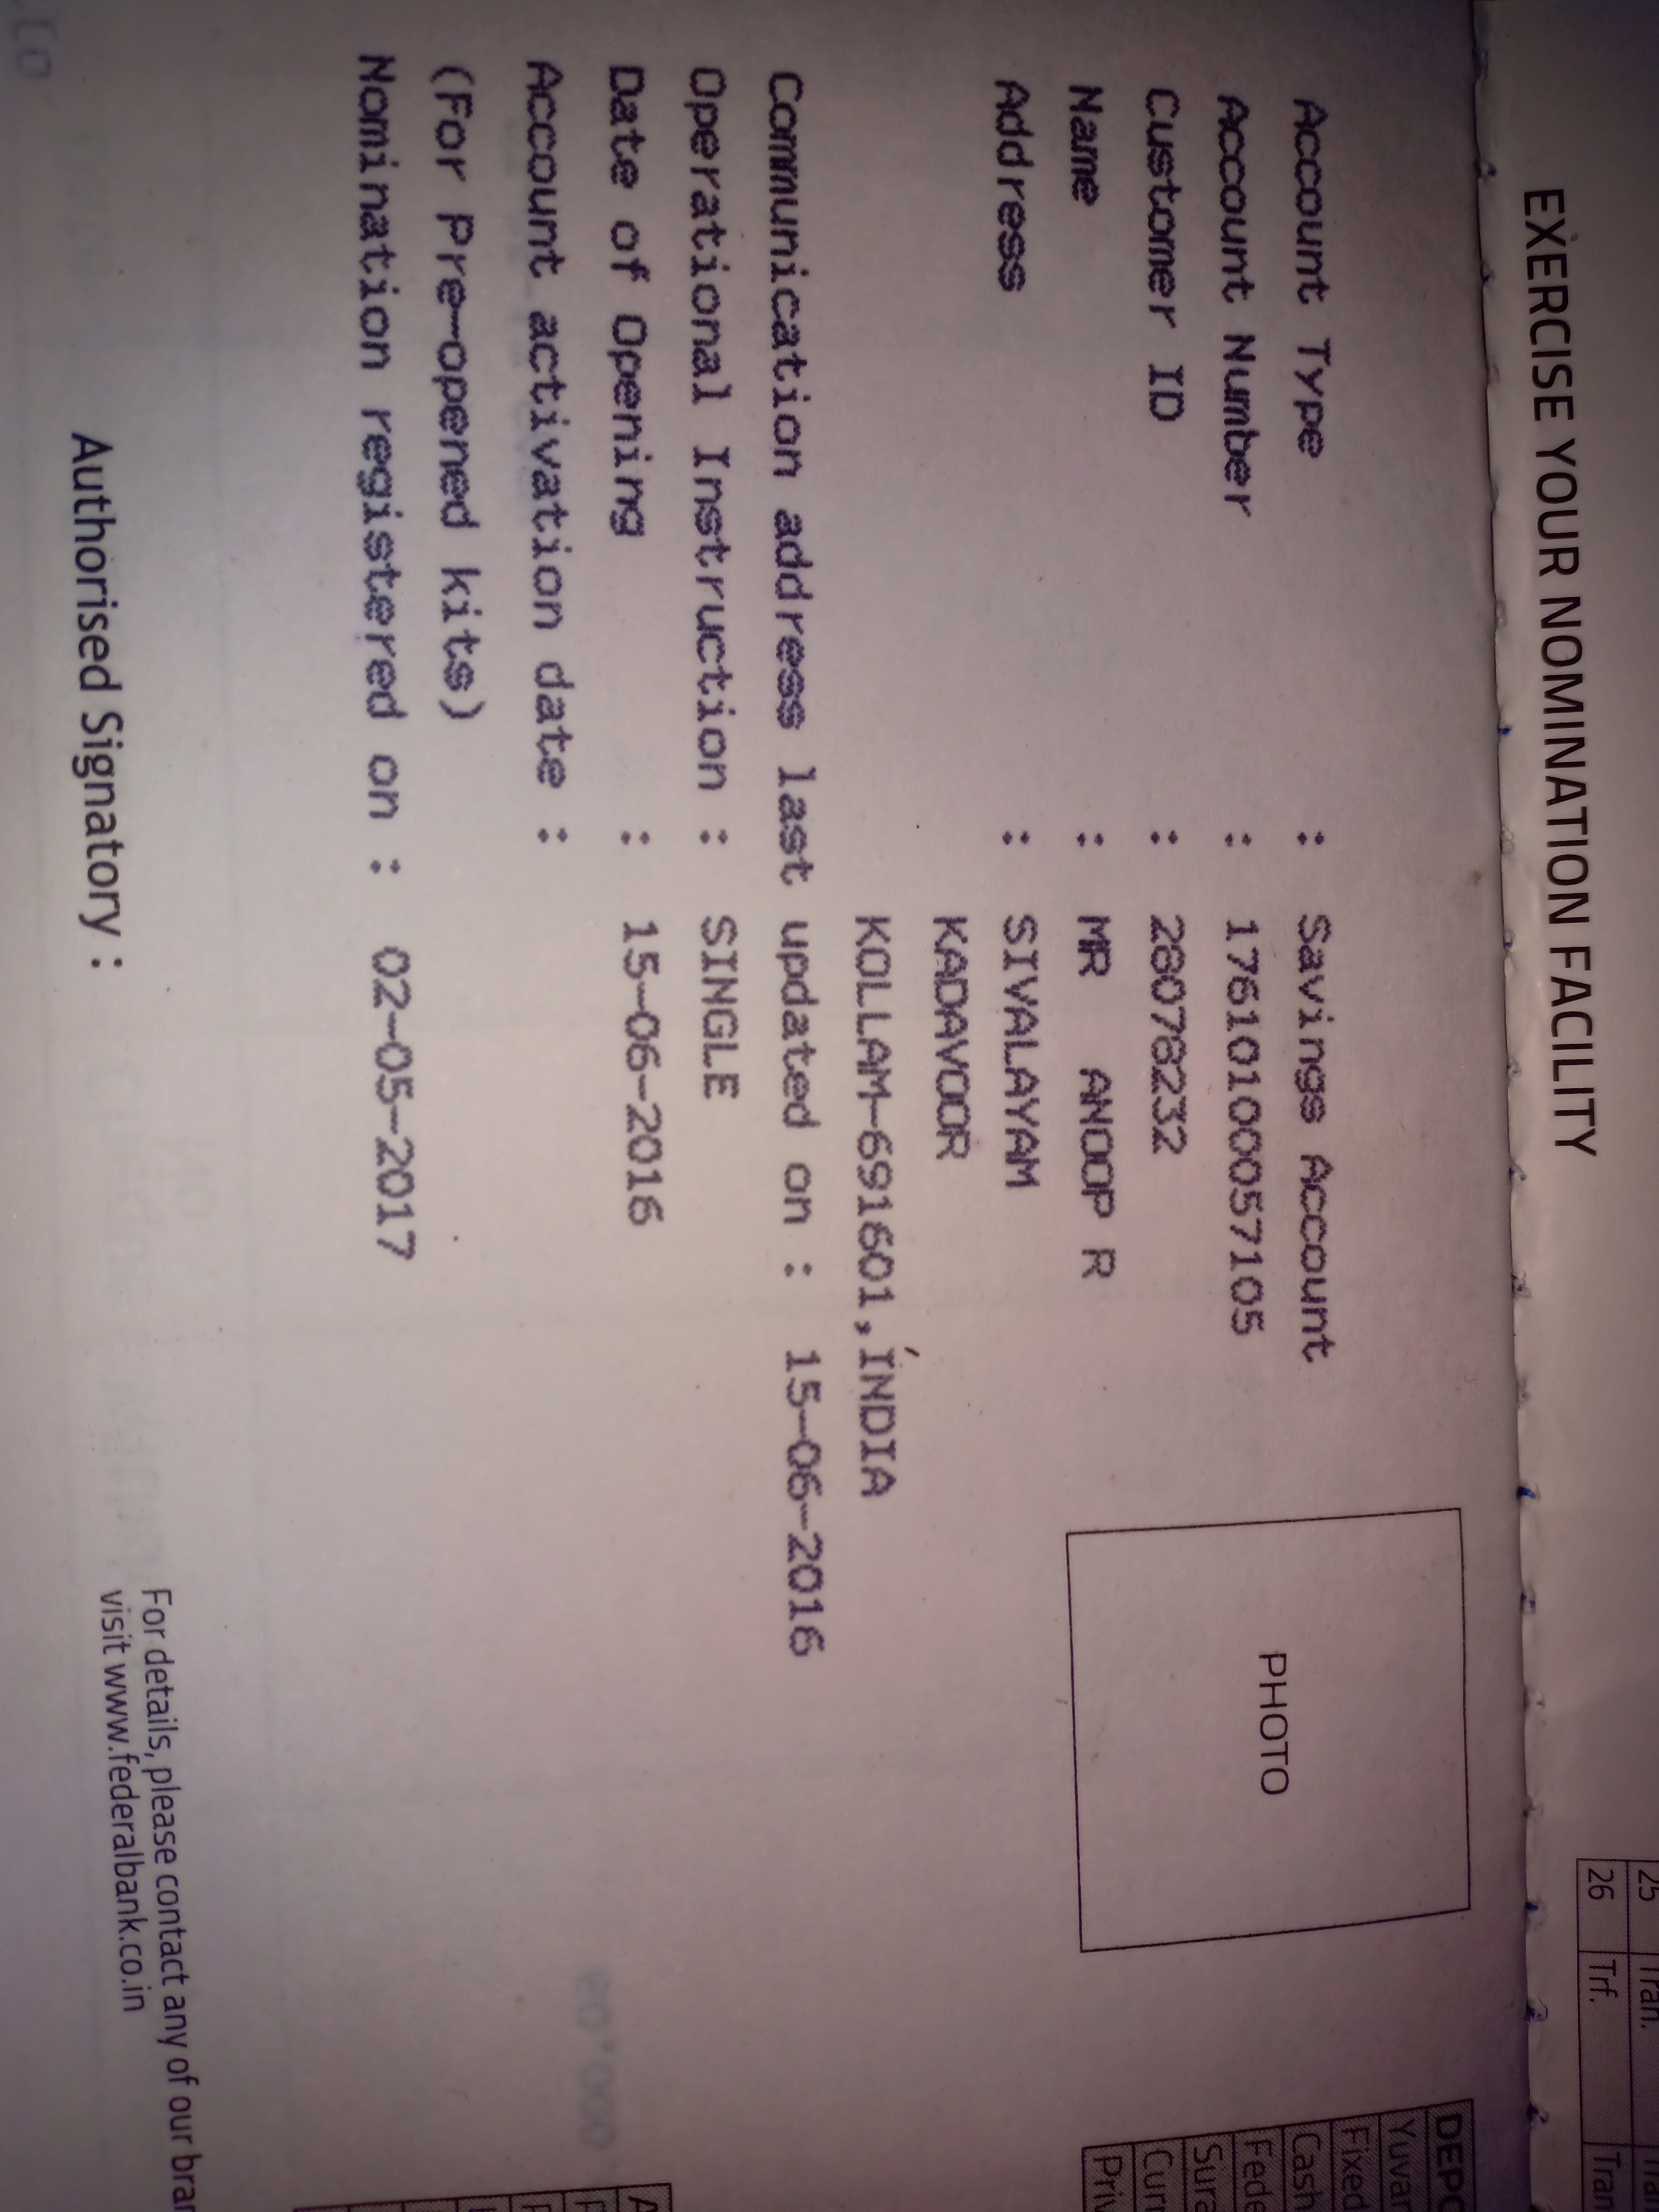 EXERCISE YOUR NOMINATION FACILITY
Account Type : Savings Account
Account Number : 17610100057105
Customer ID : 28078232
Name : MR ANOOP R
Address : SIVALAYAM
KADAVOOR
KOLLAM-691601,INDIA
Communication address last updated on : 15-06-2016
Operational Instruction : SINGLE
Date of Opening : 15-06-2016
Account activation date :
(For Pre-opened kits)
Nomination registered on : 02-05-2017
Authorised Signatory :
PHOTO
For details, please contact any of our bran
visit www.federalbank.co.in
25 Tran.
26 Trf. Tran
DEPO
Yuva
Fixed
Cash
Fede
Sura
Curr
Priv